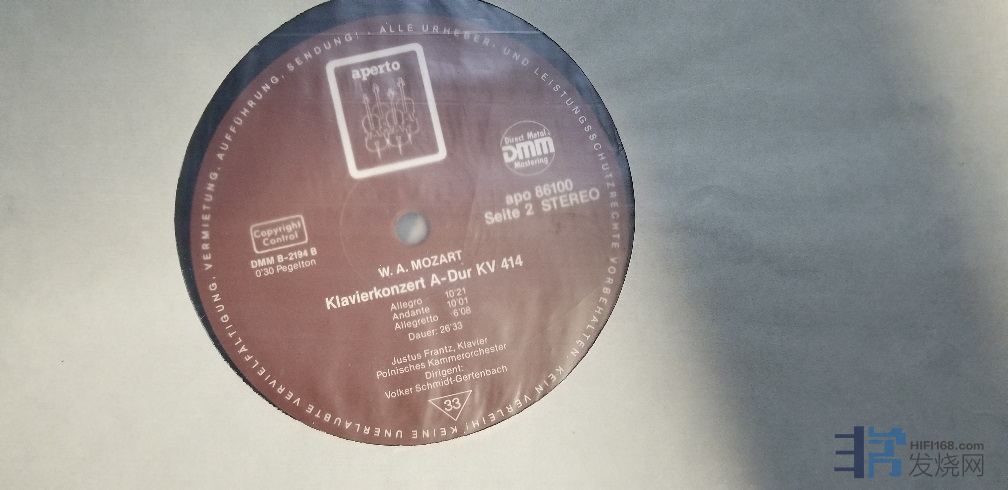 KEIN VERLEIH! KEINE UNERLAUBTE VERVIELFÄLTIGUNG, VERMIETUNG, AUFFÜHRUNG, SENDUNG! · ALLE URHEBER- UND LEISTUNGSSCHUTZRECHTE VORBEHALTEN.
aperto
Direct Metal
DMM
Mastering
apo 86100
Seite 2 STEREO
Copyright
Control
DMM B-2194 B
0'30 Pegelton
W. A. MOZART
Klavierkonzert A-Dur KV 414
Allegro 10'21
Andante 10'01
Allegretto 6'08
Dauer: 26'33
Justus Frantz, Klavier
Polnisches Kammerorchester
Dirigent:
Volker Schmidt-Gertenbach
33
HIFI168.com
发烧网